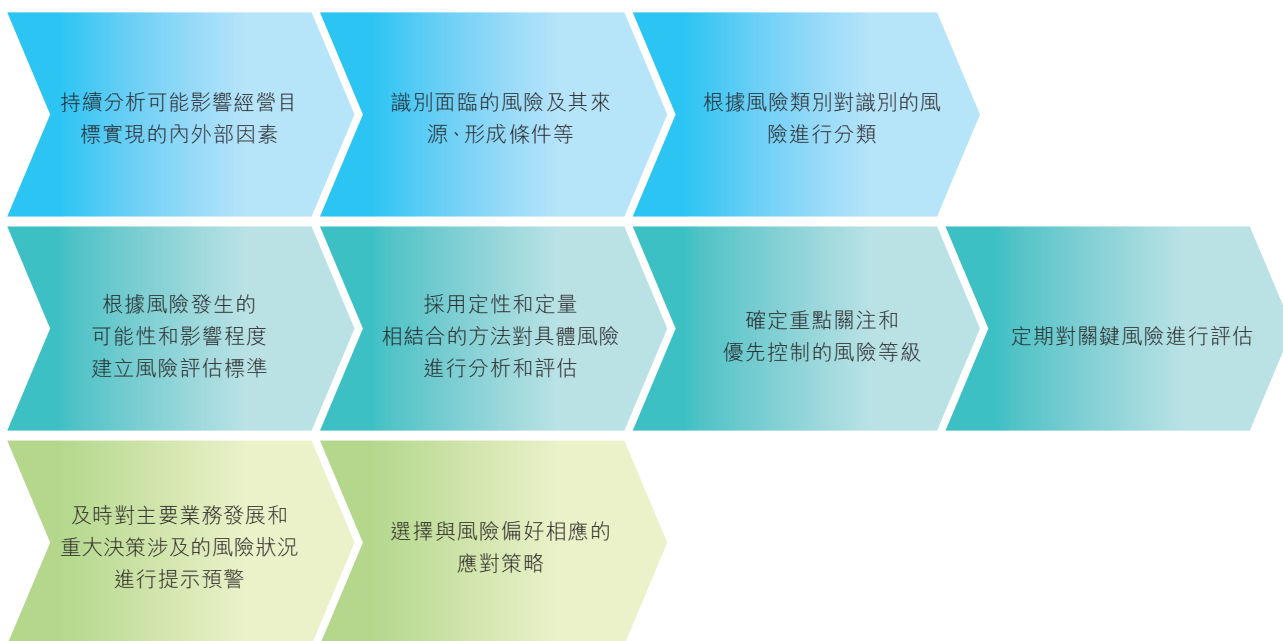 持續分析可能影響經營目
標實現的內外部因素
識別面臨的風險及其來
源、形成條件等
根據風險類別對識別的風
險進行分類
根據風險發生的
可能性和影響程度
建立風險評估標準
採用定性和定量
相結合的方法對具體風險
進行分析和評估
確定重點關注和
優先控制的風險等級
定期對關鍵風險進行評估
及時對主要業務發展和
重大決策涉及的風險狀況
進行提示預警
選擇與風險偏好相應的
應對策略